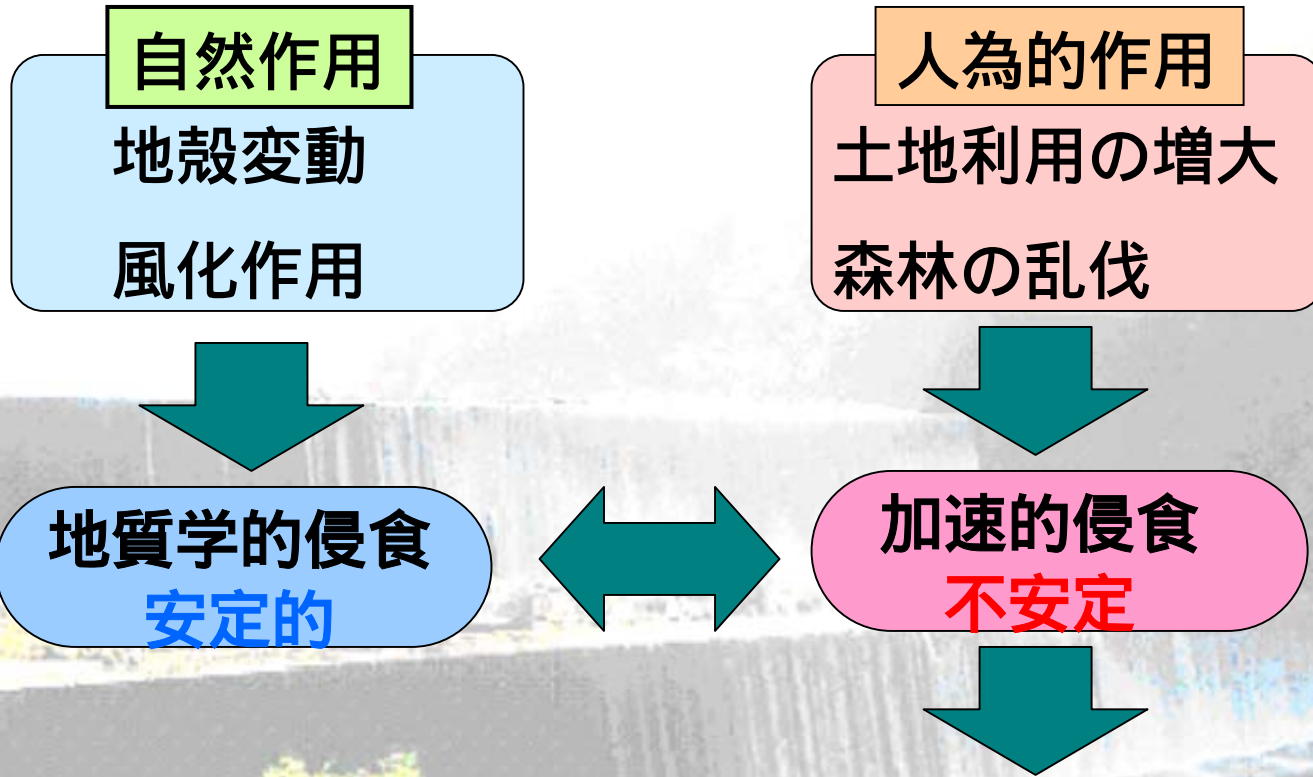 自然作用
地殻変動
風化作用
人為的作用
土地利用の増大
森林の乱伐
地質学的侵食
安定的
加速的侵食
不安定